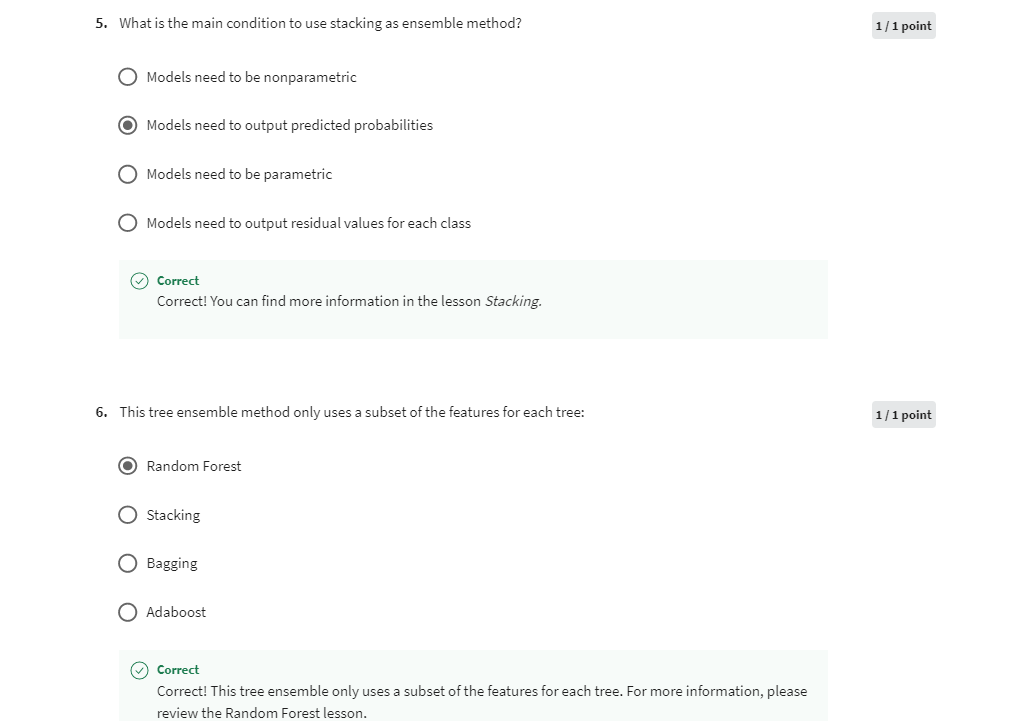 5. What is the main condition to use stacking as ensemble method?
1 / 1 point
Models need to be nonparametric
Models need to output predicted probabilities
Models need to be parametric
Models need to output residual values for each class
Correct
Correct! You can find more information in the lesson Stacking.
6. This tree ensemble method only uses a subset of the features for each tree:
1 / 1 point
Random Forest
Stacking
Bagging
Adaboost
Correct
Correct! This tree ensemble only uses a subset of the features for each tree. For more information, please
review the Random Forest lesson.